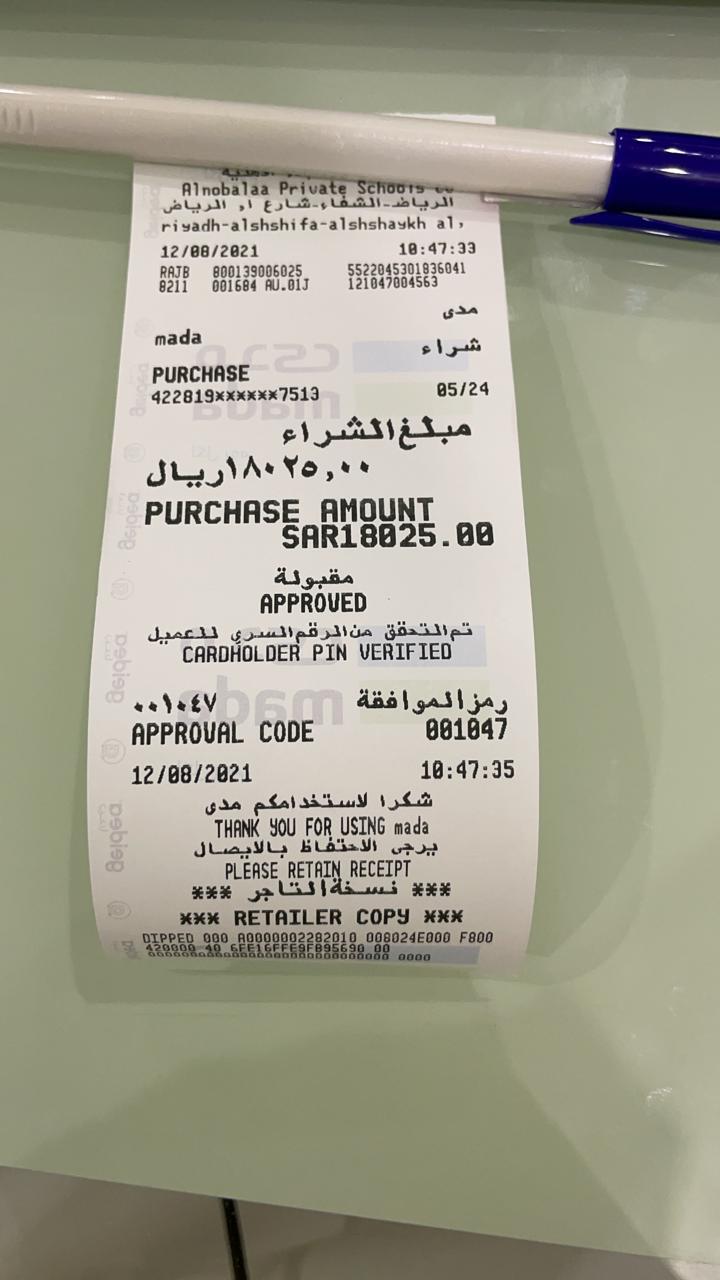 Alnobalaa Private Schools
الرياض-الشفاء-شارع ا, الرياض
riyadh-alshshifa-alshshaykh al,
12/08/2021 10:47:33
RAJB 800139006025 5522045301836041
8211 001684 AU.01J 121047004563
مدى
mada
شراء
PURCHASE
422819******7513 05/24
مبلغ الشراء
١٨٠٢٥,٠٠ ريال
PURCHASE AMOUNT
SAR18025.00
مقبولة
APPROVED
تم التحقق من الرقم السري للعميل
CARDHOLDER PIN VERIFIED
رمز الموافقة ٠٠١٠٤٧
APPROVAL CODE 001047
12/08/2021 10:47:35
شكرا لاستخدامكم مدى
THANK YOU FOR USING mada
يرجى الاحتفاظ بالايصال
PLEASE RETAIN RECEIPT
*** نسخة التاجر ***
*** RETAILER COPY ***
DIPPED 000 A0000002282010 008024E000 F800
420000 40 6EE16FFE9F895690 00